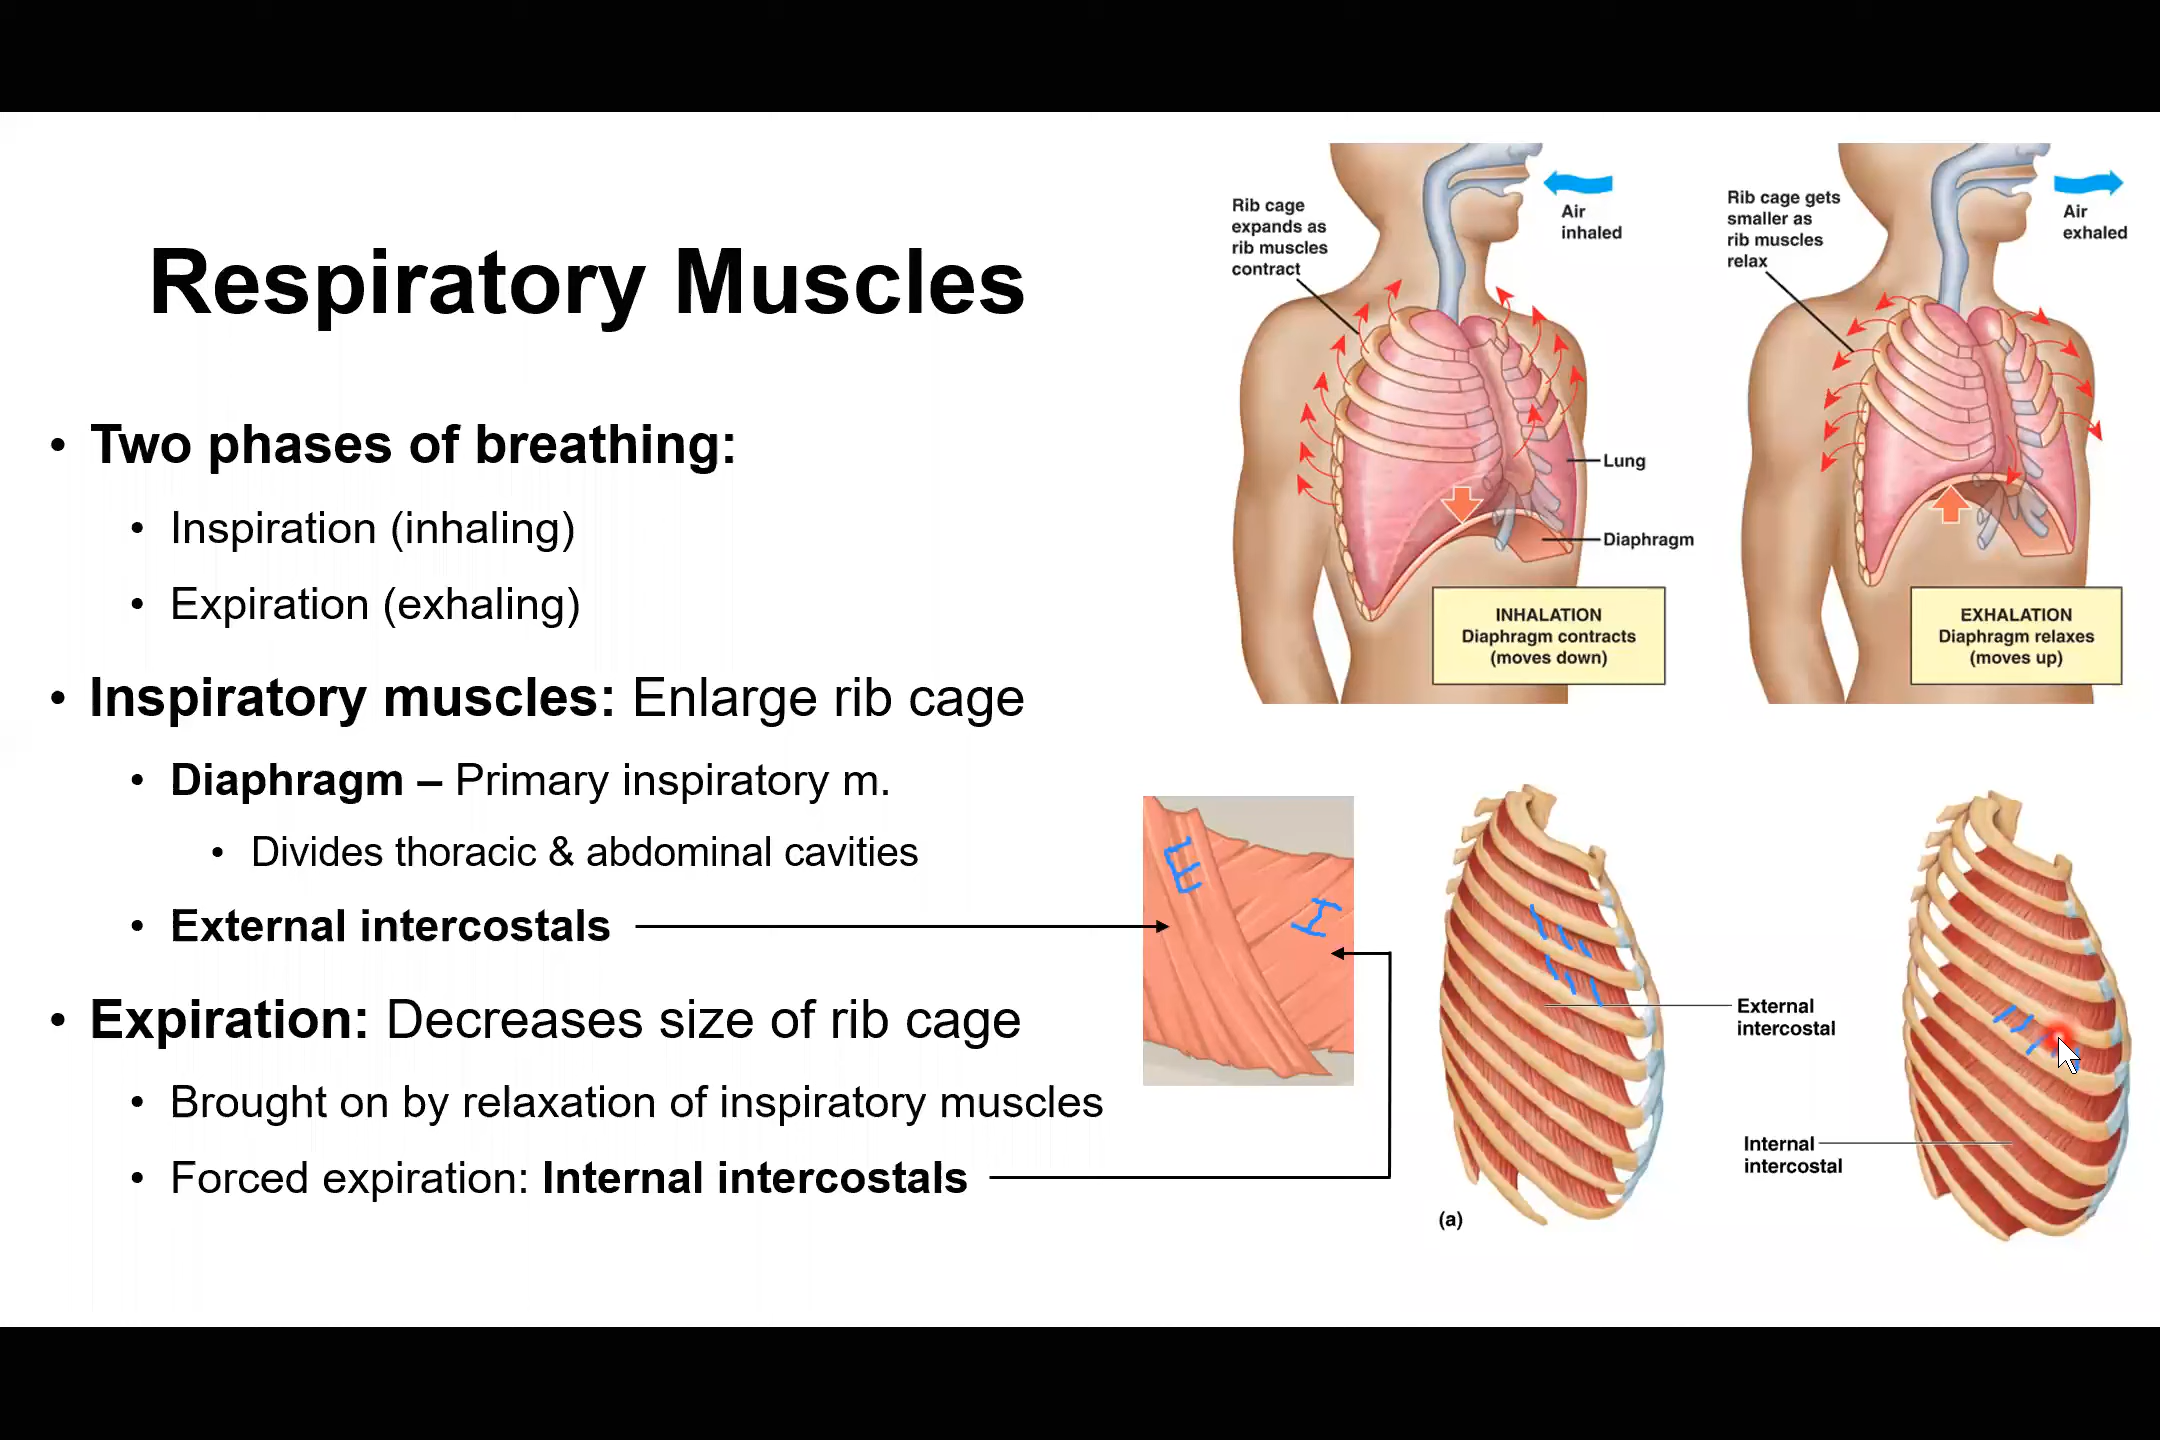 Respiratory Muscles
• Two phases of breathing:
• Inspiration (inhaling)
• Expiration (exhaling)
• Inspiratory muscles: Enlarge rib cage
• Diaphragm – Primary inspiratory m.
• Divides thoracic & abdominal cavities
• External intercostals
• Expiration: Decreases size of rib cage
• Brought on by relaxation of inspiratory muscles
• Forced expiration: Internal intercostals
Rib cage
expands as
rib muscles
contract
Air
inhaled
Lung
Diaphragm
INHALATION
Diaphragm contracts
(moves down)
Rib cage gets
smaller as
rib muscles
relax
Air
exhaled
EXHALATION
Diaphragm relaxes
(moves up)
E
I
External
intercostal
Internal
intercostal
(a)